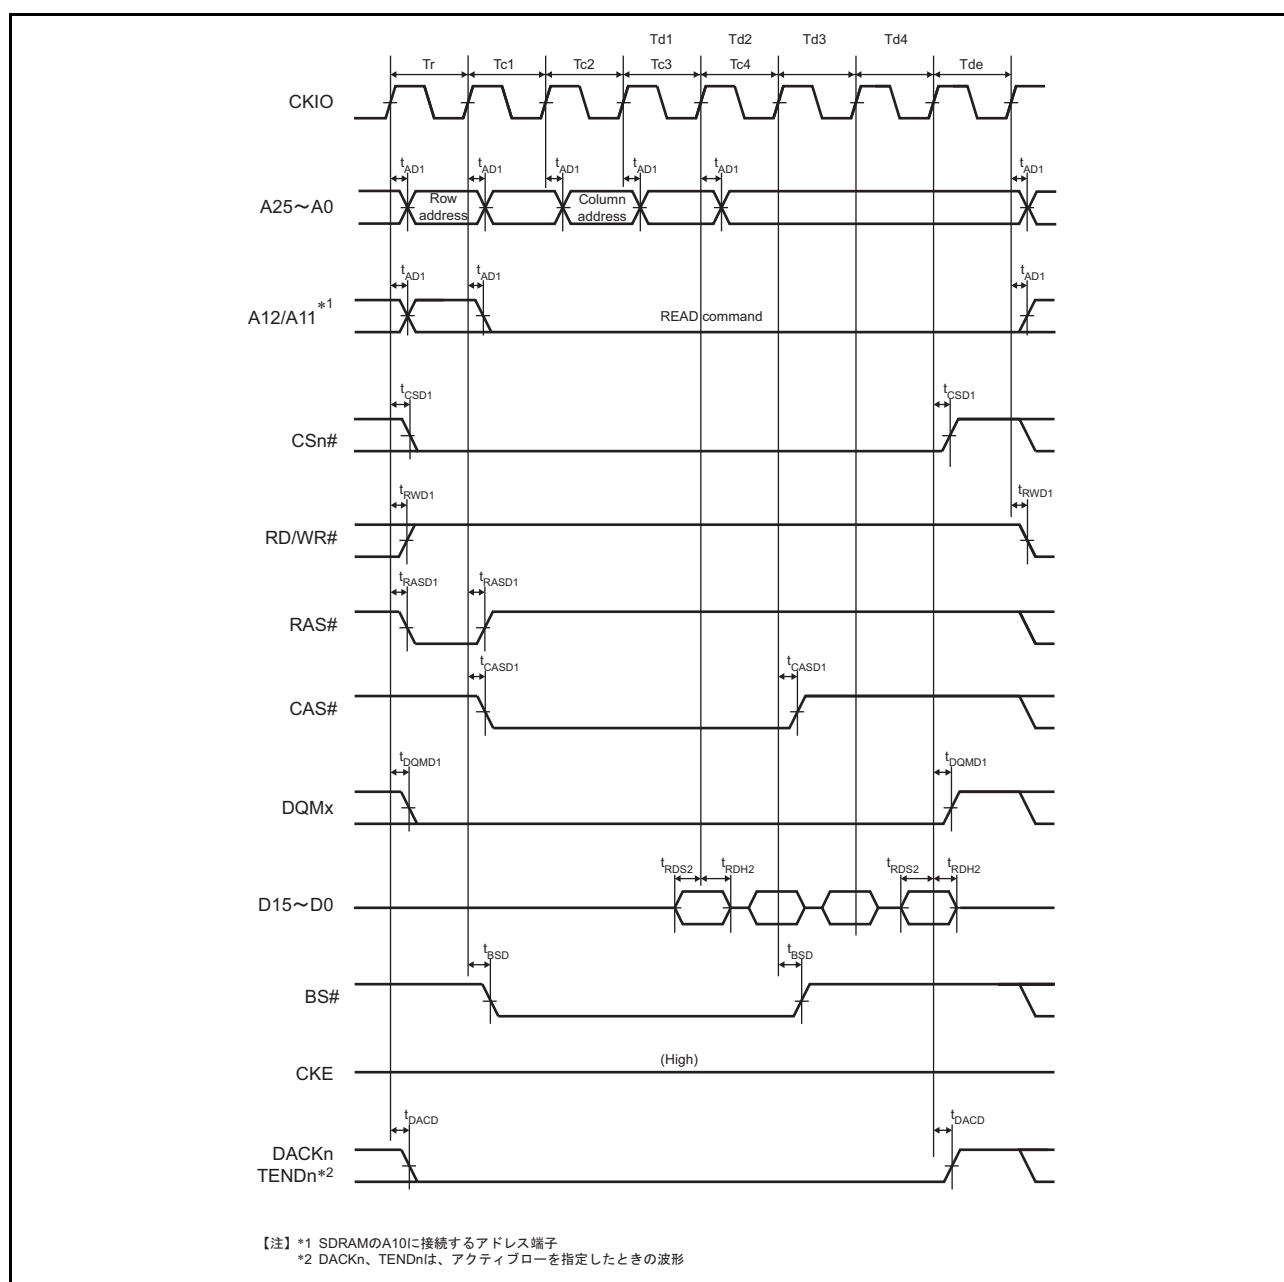 Td1 Td2 Td3 Td4
Tr Tc1 Tc2 Tc3 Tc4 Tde
CKIO
tAD1 tAD1 tAD1 tAD1 tAD1 tAD1
A25～A0
Row address
Column address
tAD1 tAD1 tAD1
A12/A11*1
READ command
tCSD1 tCSD1
CSn#
tRWD1 tRWD1
RD/WR#
tRASD1 tRASD1
RAS#
tCASD1 tCASD1
CAS#
tDQMD1 tDQMD1
DQMx
tRDS2 tRDH2 tRDS2 tRDH2
D15～D0
tBSD tBSD
BS#
(High)
CKE
tDACD tDACD
DACKn
TENDn*2
【注】*1 SDRAMのA10に接続するアドレス端子
*2 DACKn、TENDnは、アクティブローを指定したときの波形